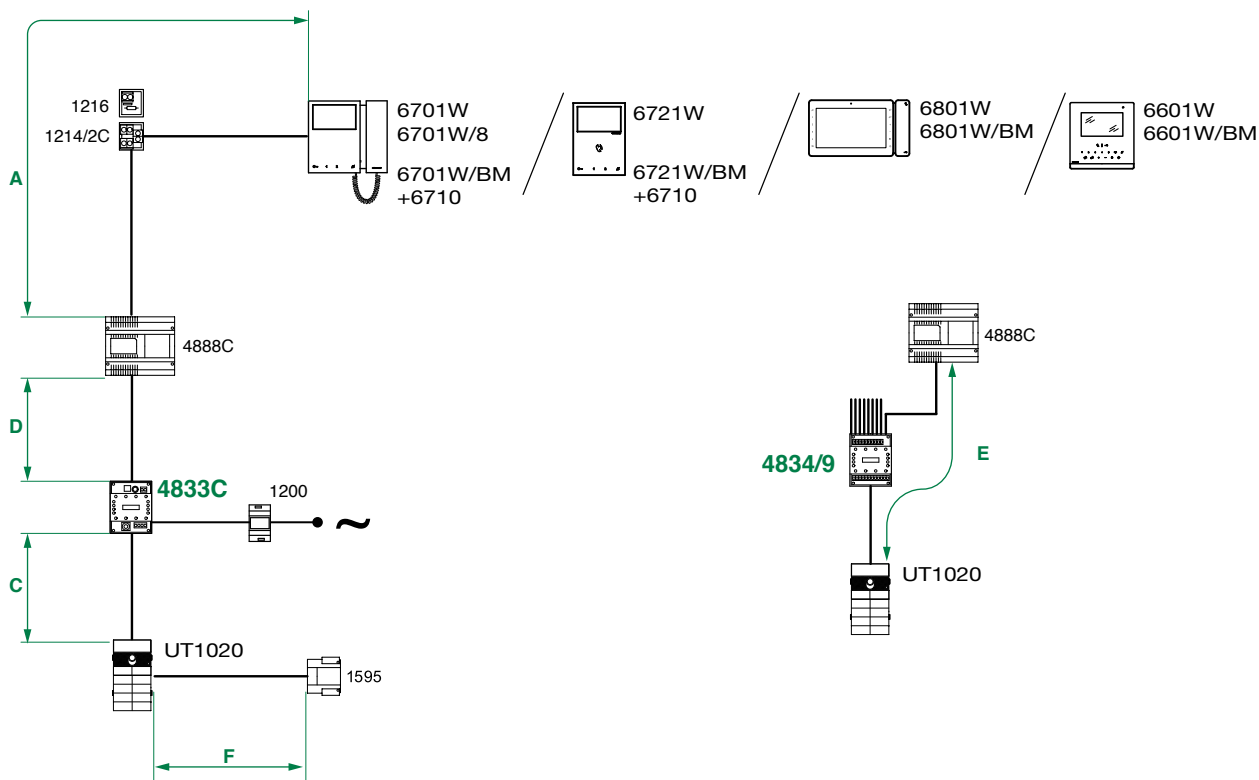 1216
1214/2C
A
6701W
6701W/8
6701W/BM
+6710
6721W
6721W/BM
+6710
6801W
6801W/BM
6601W
6601W/BM
4888C
4888C
D
4833C
1200
4834/9
E
C
UT1020
UT1020
1595
F